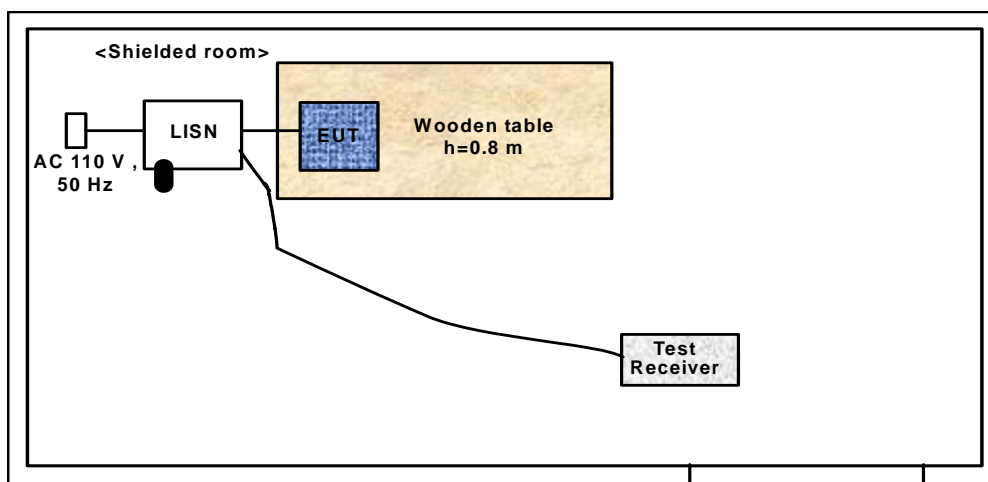 <Shielded room>
LISN
EUT
Wooden table
h=0.8 m
AC 110 V ,
50 Hz
Test
Receiver